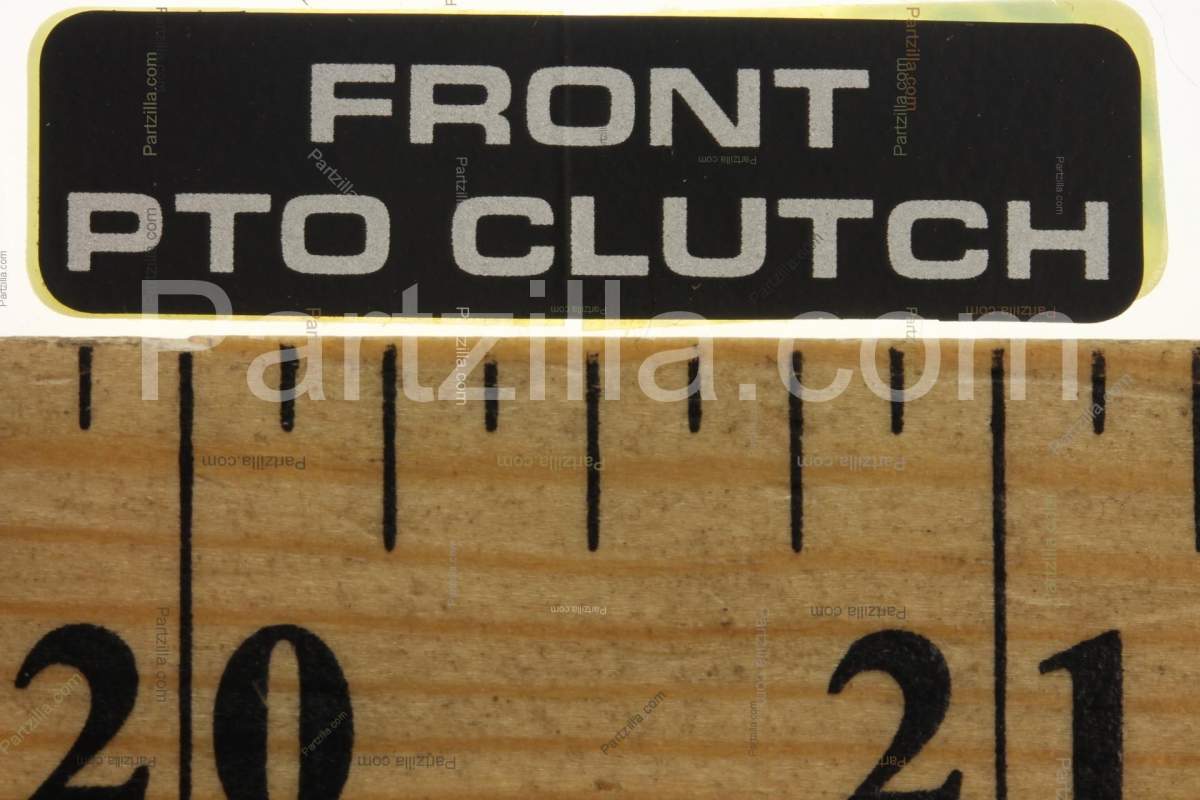 FRONT
PTO CLUTCH
Partzilla.com
20 21